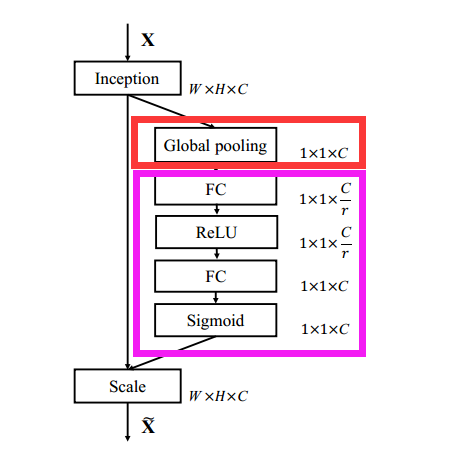 X
Inception
W×H×C
Global pooling
1×1×C
FC
1×1×C/r
ReLU
1×1×C/r
FC
1×1×C
Sigmoid
1×1×C
Scale
W×H×C
X̃